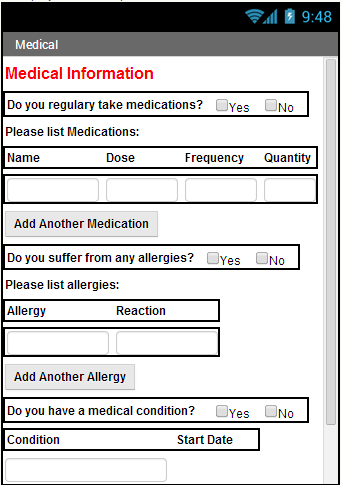 9:48
Medical
Medical Information
Do you regulary take medications? Yes No
Please list Medications:
Name Dose Frequency Quantity
Add Another Medication
Do you suffer from any allergies? Yes No
Please list allergies:
Allergy Reaction
Add Another Allergy
Do you have a medical condition? Yes No
Condition Start Date